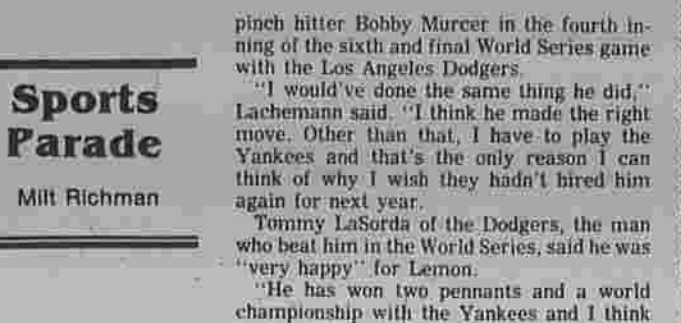 Sports
Parade
Milt Richman
pinch hitter Bobby Murcer in the fourth in-
ning of the sixth and final World Series game
with the Los Angeles Dodgers.
"I would've done the same thing he did,"
Lachemann said. "I think he made the right
move. Other than that, I have to play the
Yankees and that's the only reason I can
think of why I wish they hadn't hired him
again for next year.
Tommy LaSorda of the Dodgers, the man
who beat him in the World Series, said he was
"very happy" for Lemon.
"He has won two pennants and a world
championship with the Yankees and I think